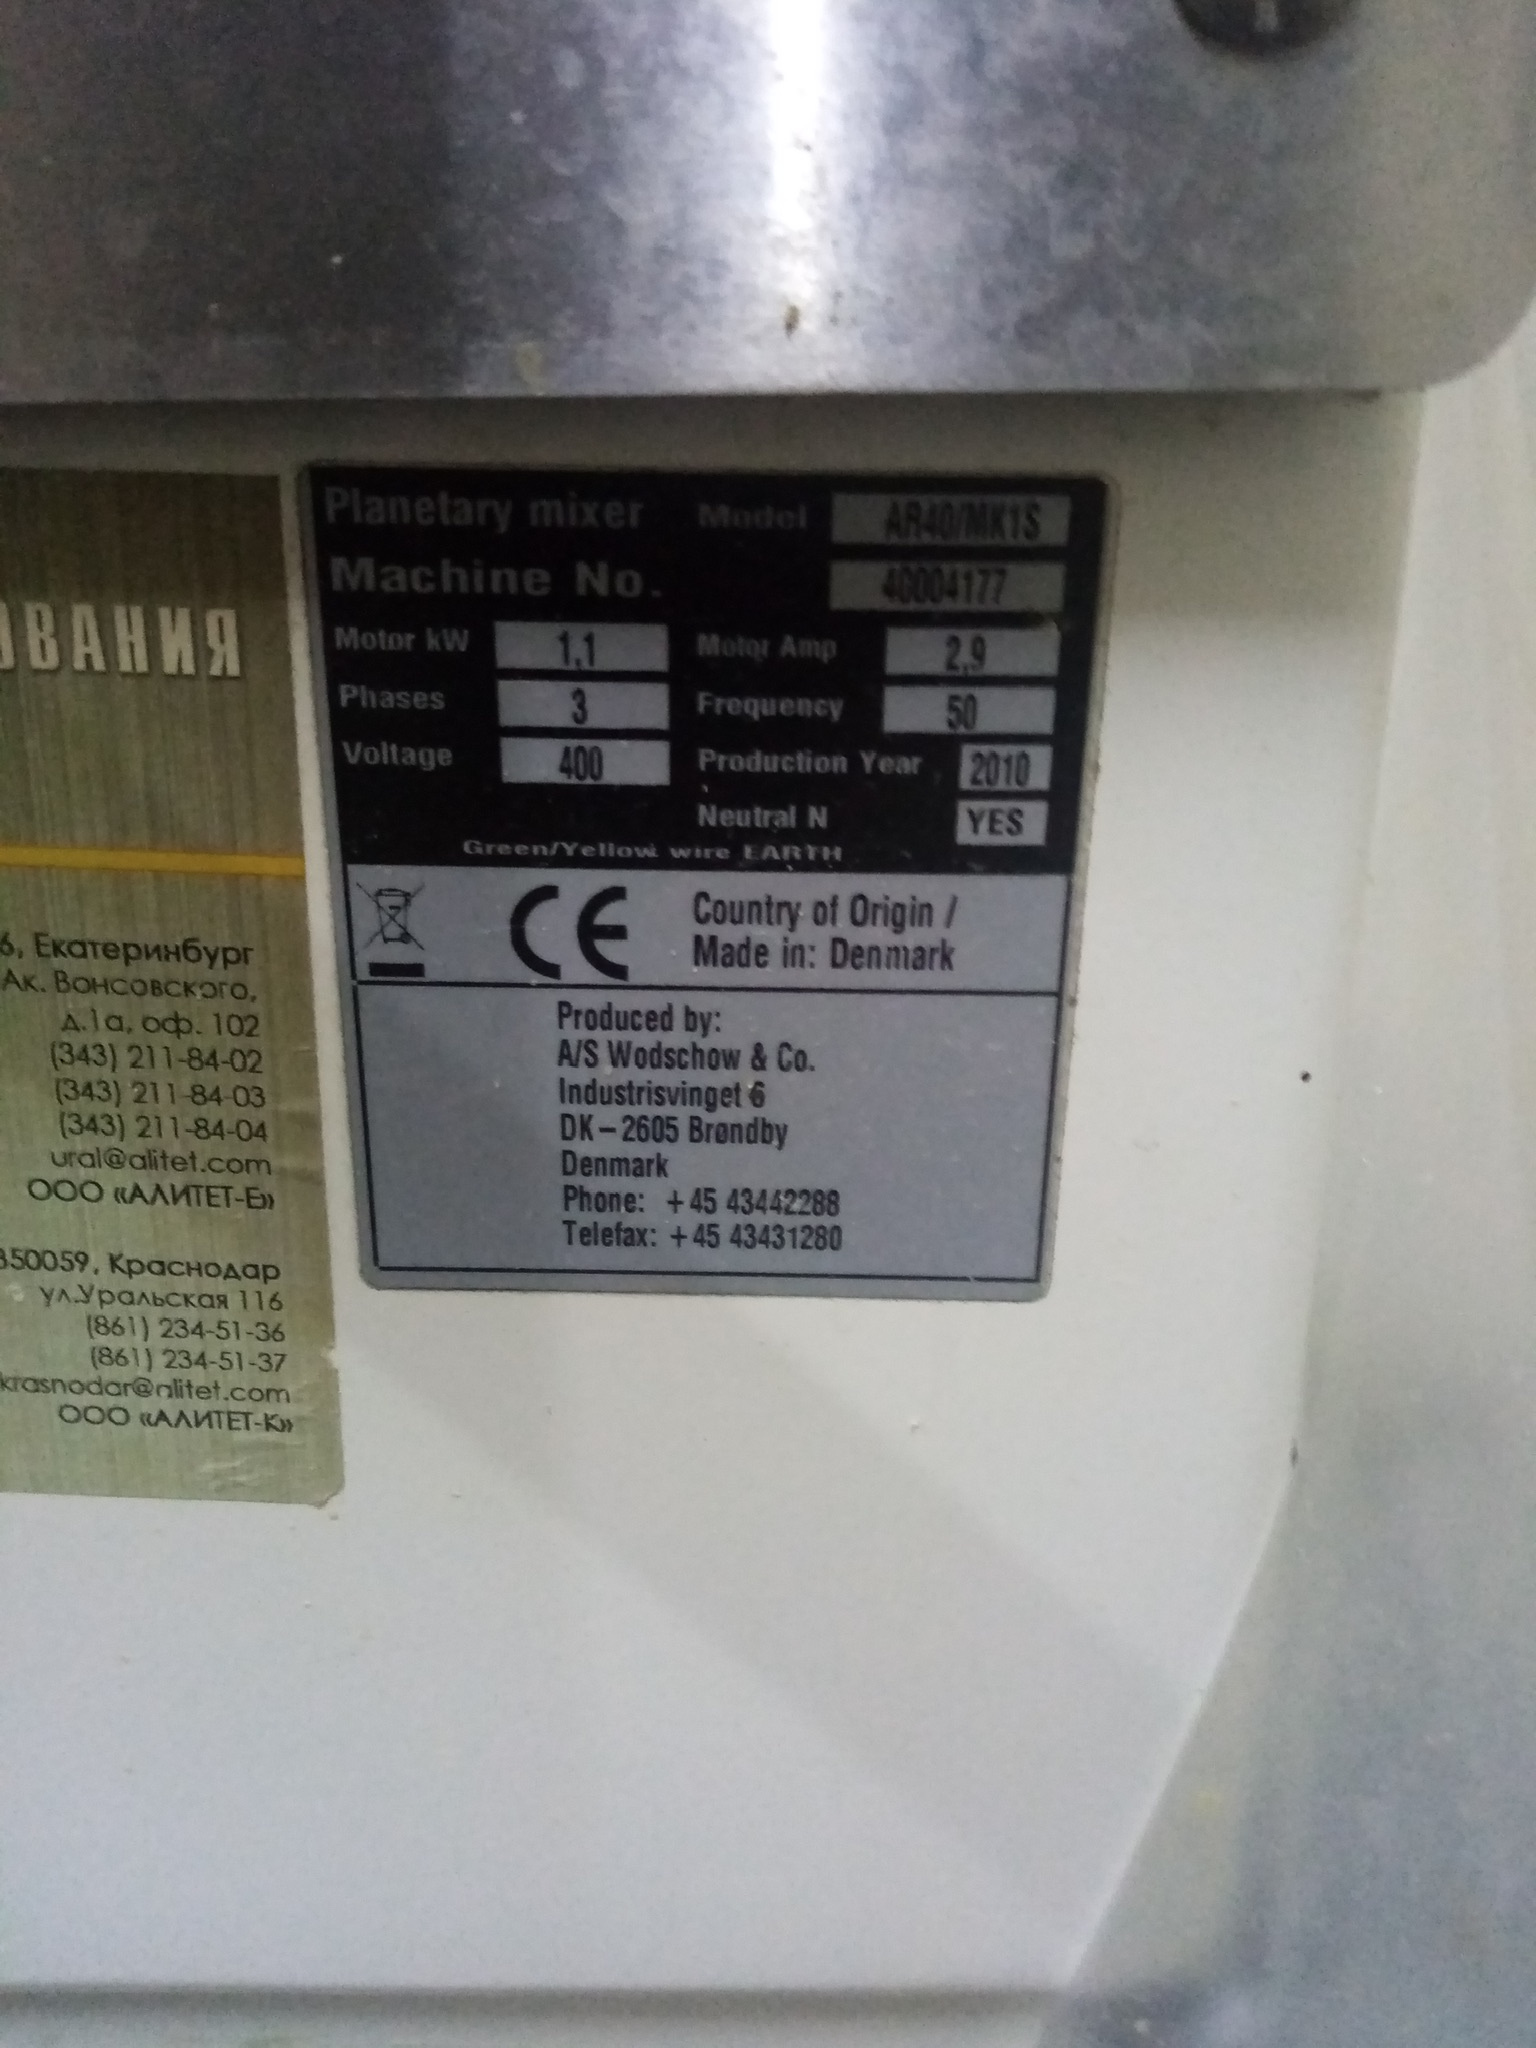 Planetary mixer Model AR40/MK1S
Machine No. 40004177
Motor kW 1,1 Motor Amp 2,9
Phases 3 Frequency 50
Voltage 400 Production Year 2010
Neutral N YES
Green/Yellow wire EARTH
CE Country of Origin /
Made in: Denmark
Produced by:
A/S Wodschow & Co.
Industrisvinget 6
DK – 2605 Brøndby
Denmark
Phone: +45 43442288
Telefax: +45 43431280
ОВАНИЯ
6, Екатеринбург
Ак. Вонсовского,
д.1а, оф. 102
(343) 211-84-02
(343) 211-84-03
(343) 211-84-04
ural@alitet.com
ООО «АЛИТЕТ-Е»
350059, Краснодар
ул.Уральская 116
(861) 234-51-36
(861) 234-51-37
krasnodar@alitet.com
ООО «АЛИТЕТ-К»